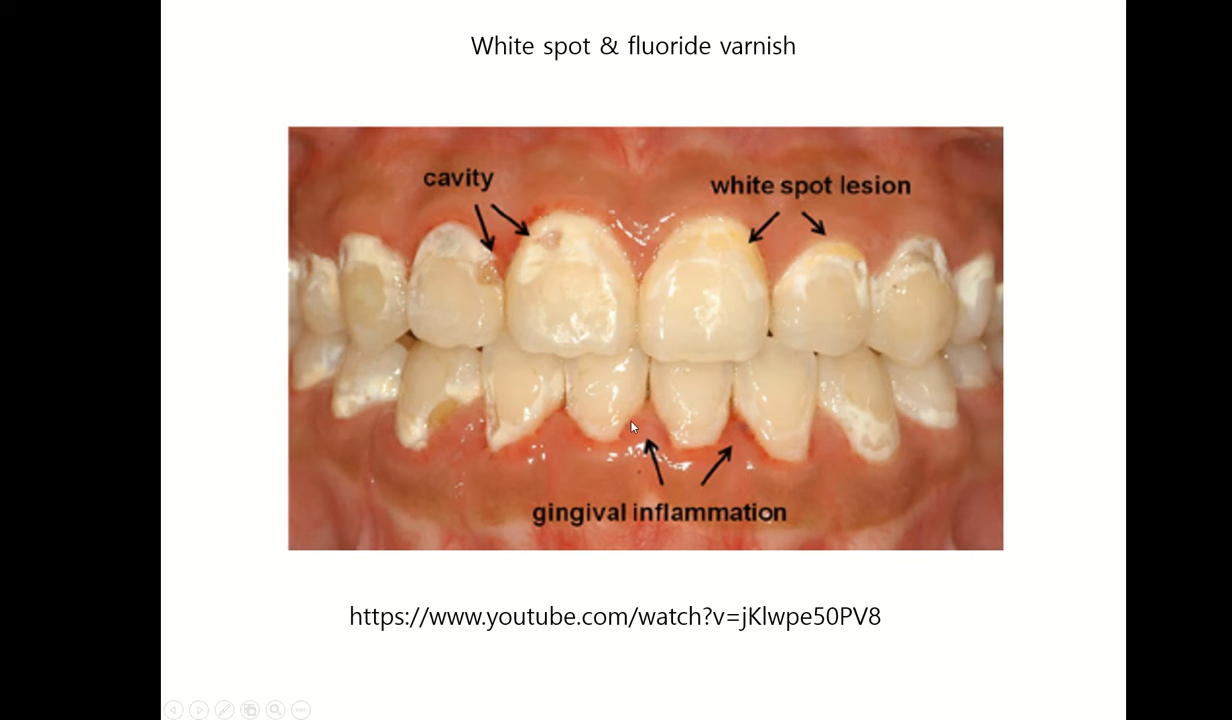 White spot & fluoride varnish
cavity
white spot lesion
gingival inflammation
https://www.youtube.com/watch?v=jKlwpe50PV8